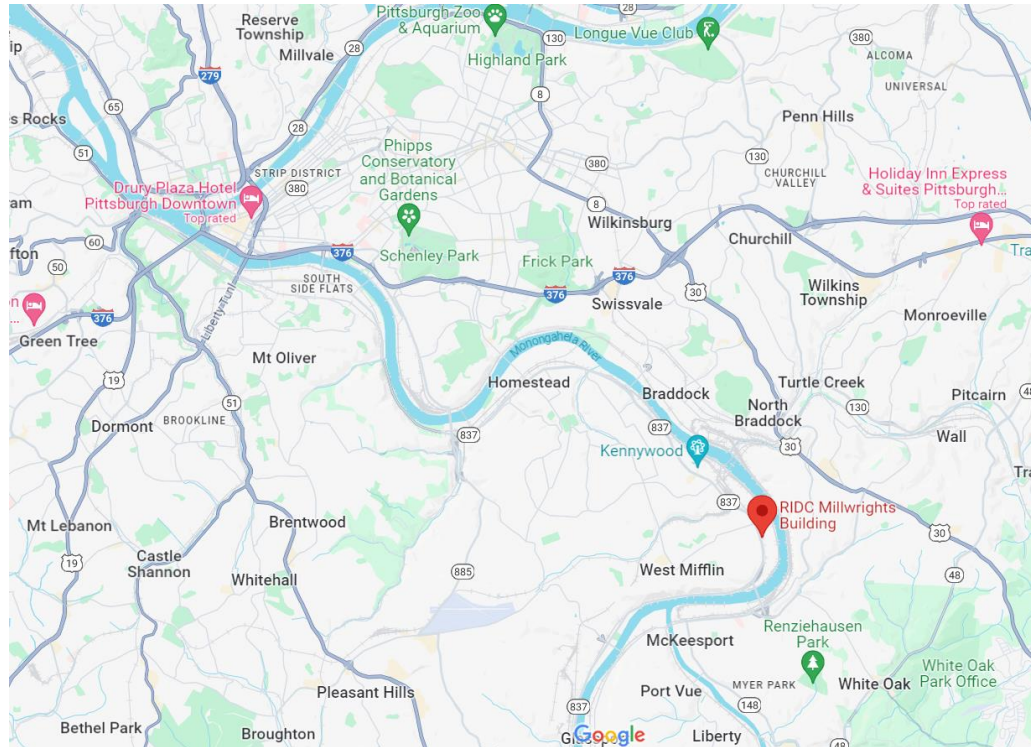 Reserve
Township
Millvale
28
28
279
65
51
s Rocks
Pittsburgh Zoo
& Aquarium
Highland Park
130
8
Longue Vue Club
380
ALCOMA
UNIVERSAL
Penn Hills
130
28
STRIP DISTRICT
380
Drury Plaza Hotel
Pittsburgh Downtown
Top rated
Phipps
Conservatory
and Botanical
Gardens
Schenley Park
380
8
Wilkinsburg
CHURCHILL
VALLEY
Holiday Inn Express
& Suites Pittsburgh...
Top rated
Churchill
60
50
376
SOUTH
SIDE FLATS
Frick Park
376
376
Swissvale
30
Wilkins
Township
Monroeville
on
...
376
Green Tree
Liberty Tunl
Mt Oliver
Monongahela River
Homestead
Braddock
Turtle Creek
Pitcairn
19
51
BROOKLINE
Dormont
837
837
North
Braddock
130
Wall
30
Kennywood
837
RIDC Millwrights
Building
Mt Lebanon
19
Castle
Shannon
Brentwood
Whitehall
885
West Mifflin
30
48
McKeesport
Renziehausen
Park
White Oak
Park Office
MYER PARK
White Oak
Pleasant Hills
Port Vue
148
837
837
Bethel Park
Broughton
Google
Liberty
48